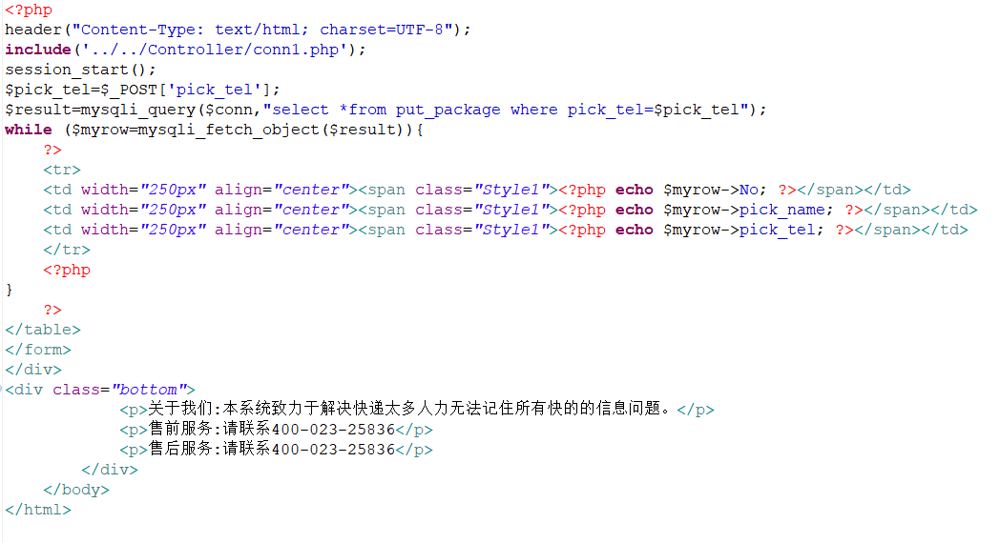 <?php
header("Content-Type: text/html; charset=UTF-8");
include('../../Controller/conn1.php');
session_start();
$pick_tel=$_POST['pick_tel'];
$result=mysqli_query($conn,"select *from put_package where pick_tel=$pick_tel");
while ($myrow=mysqli_fetch_object($result)){
    ?>
    <tr>
    <td width="250px" align="center"><span class="Style1"><?php echo $myrow->No; ?></span></td>
    <td width="250px" align="center"><span class="Style1"><?php echo $myrow->pick_name; ?></span></td>
    <td width="250px" align="center"><span class="Style1"><?php echo $myrow->pick_tel; ?></span></td>
    </tr>
    <?php
}
    ?>
</table>
</form>
</div>
<div class="bottom">
            <p>关于我们:本系统致力于解决快递太多人力无法记住所有快的的信息问题。</p>
            <p>售前服务:请联系400-023-25836</p>
            <p>售后服务:请联系400-023-25836</p>
        </div>
    </body>
</html>